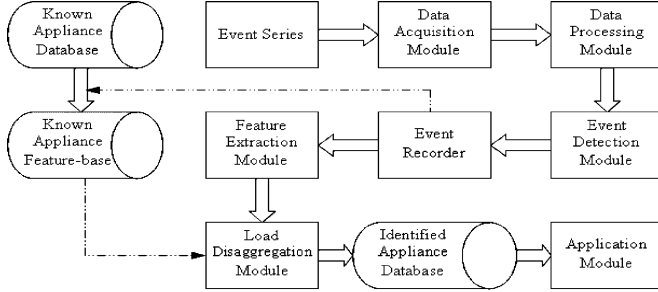 Known
Appliance
Database
Event Series
Data
Acquisition
Module
Data
Processing
Module
Known
Appliance
Feature-base
Feature
Extraction
Module
Event
Recorder
Event
Detection
Module
Load
Disaggregation
Module
Identified
Appliance
Database
Application
Module